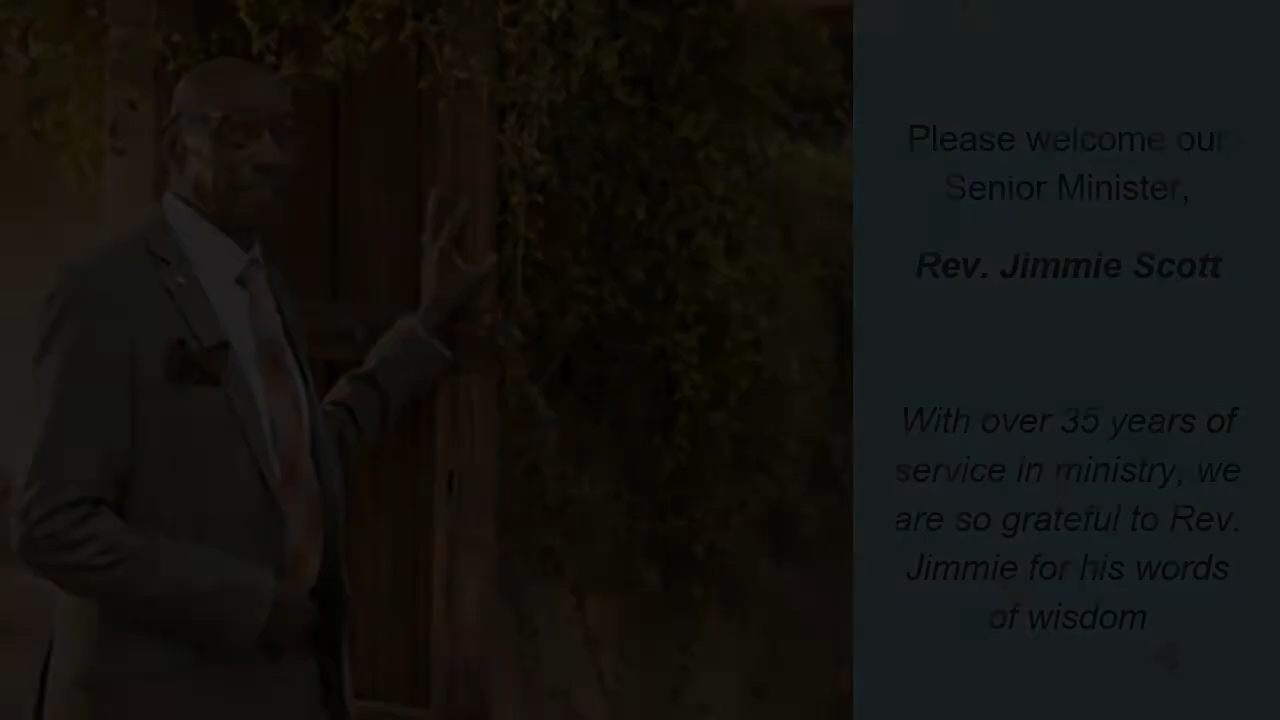 Please welcome our
Senior Minister,
Rev. Jimmie Scott
With over 35 years of
service in ministry, we
are so grateful to Rev.
Jimmie for his words
of wisdom